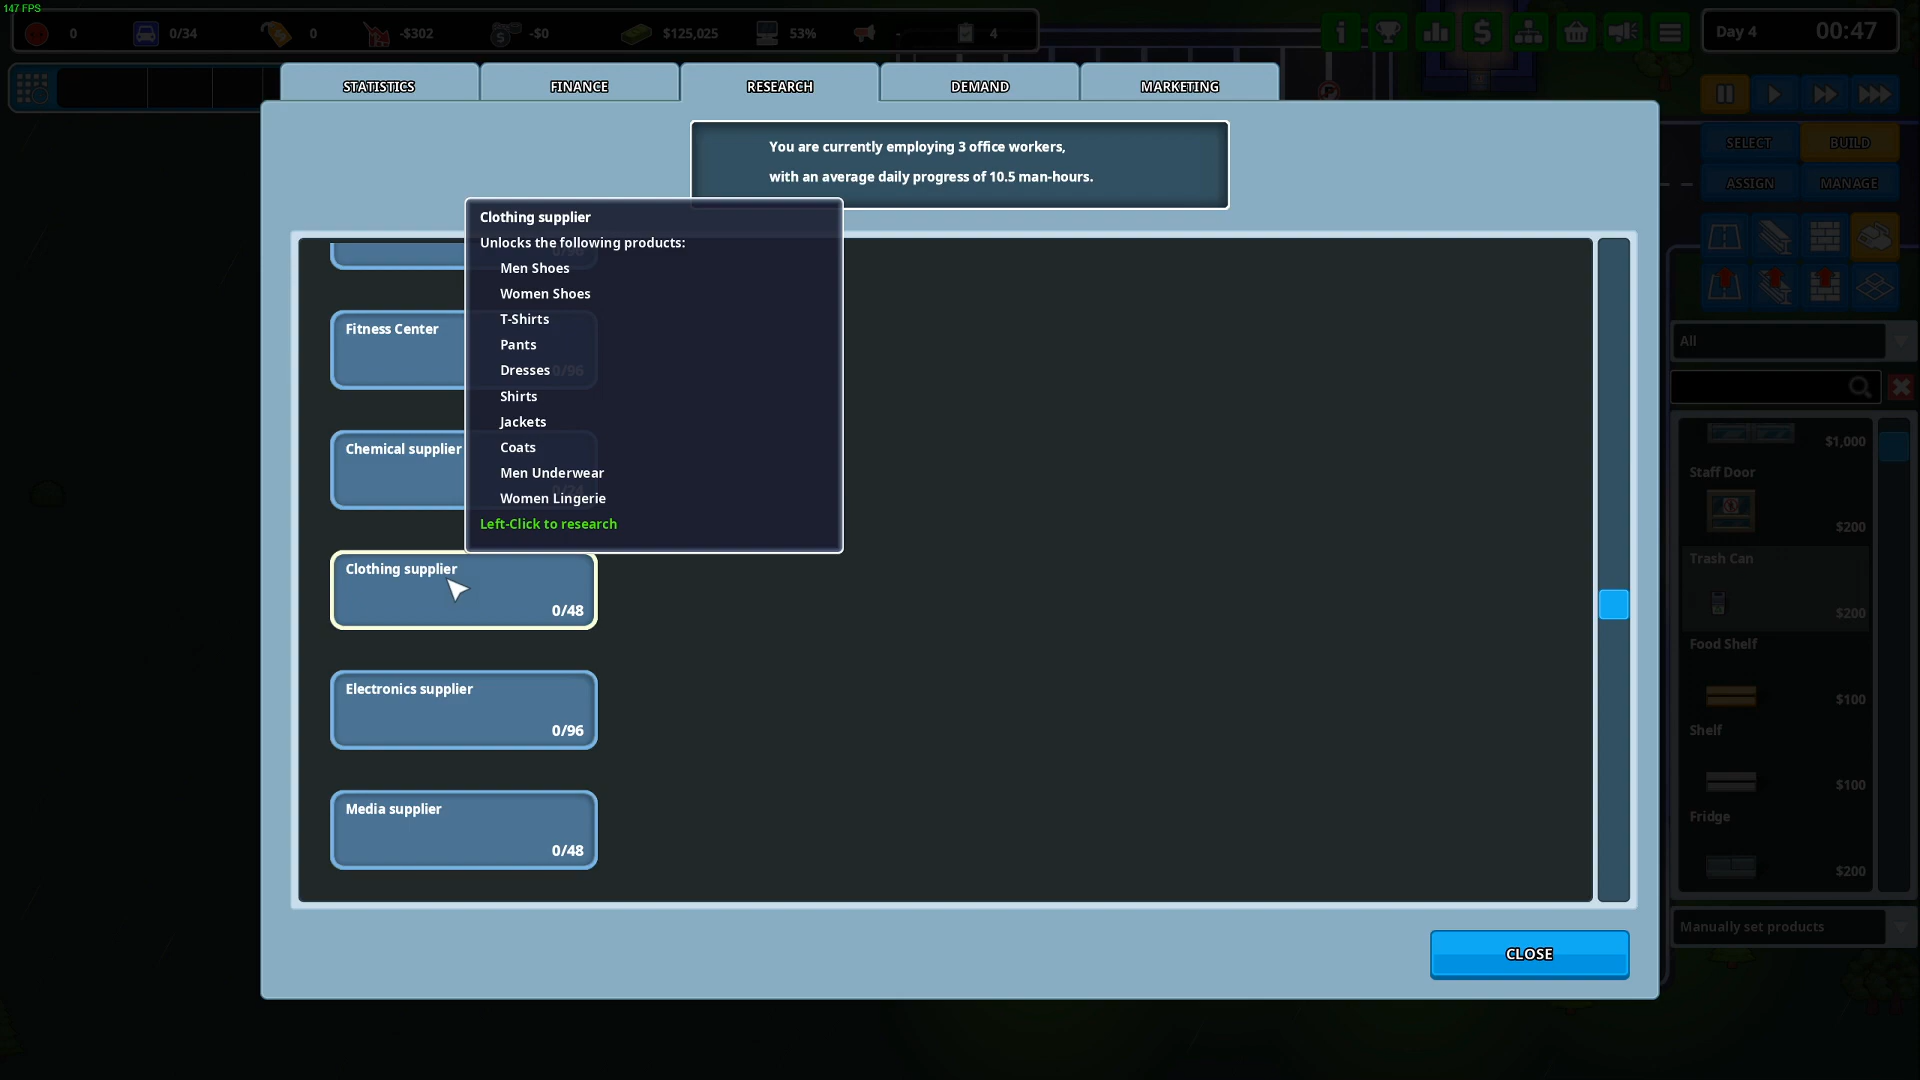 147 FPS
0
0/34
0
-$302
-$0
$125,025
53%
-
4
Day 4
00:47
STATISTICS
FINANCE
RESEARCH
DEMAND
MARKETING
You are currently employing 3 office workers,
with an average daily progress of 10.5 man-hours.
SELECT
BUILD
ASSIGN
MANAGE
Clothing supplier
Unlocks the following products:
Men Shoes
Women Shoes
T-Shirts
Pants
Dresses
Shirts
Jackets
Coats
Men Underwear
Women Lingerie
Left-Click to research
Fitness Center
0/96
Chemical supplier
Clothing supplier
0/48
Electronics supplier
0/96
Media supplier
0/48
All
$1,000
Staff Door
$200
Trash Can
$200
Food Shelf
$100
Shelf
$100
Fridge
$200
Manually set products
CLOSE